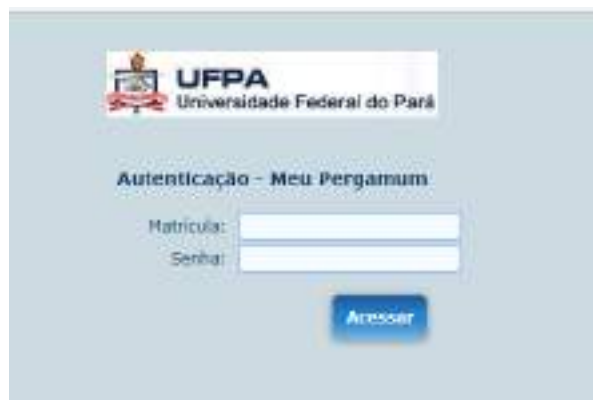 UFPA
Universidade Federal do Pará
Autenticação - Meu Pergamum
Matrícula:
Senha:
Acessar